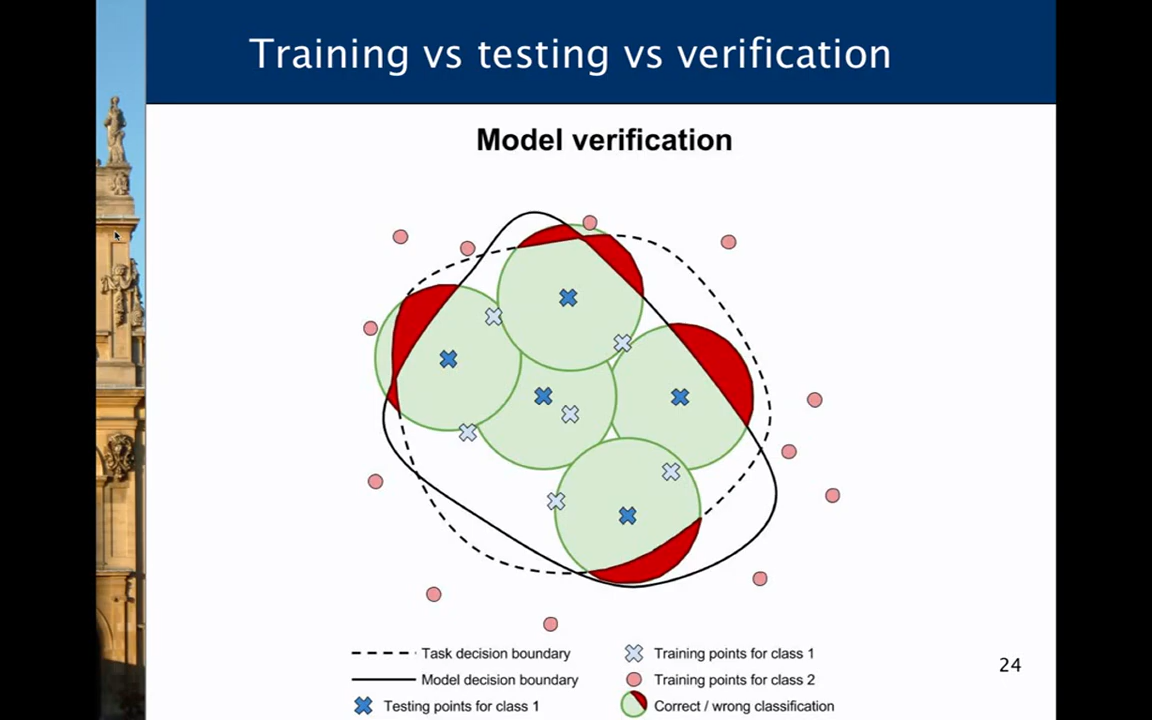 Training vs testing vs verification
Model verification
Task decision boundary
Training points for class 1
Model decision boundary
Training points for class 2
Testing points for class 1
Correct / wrong classification
24